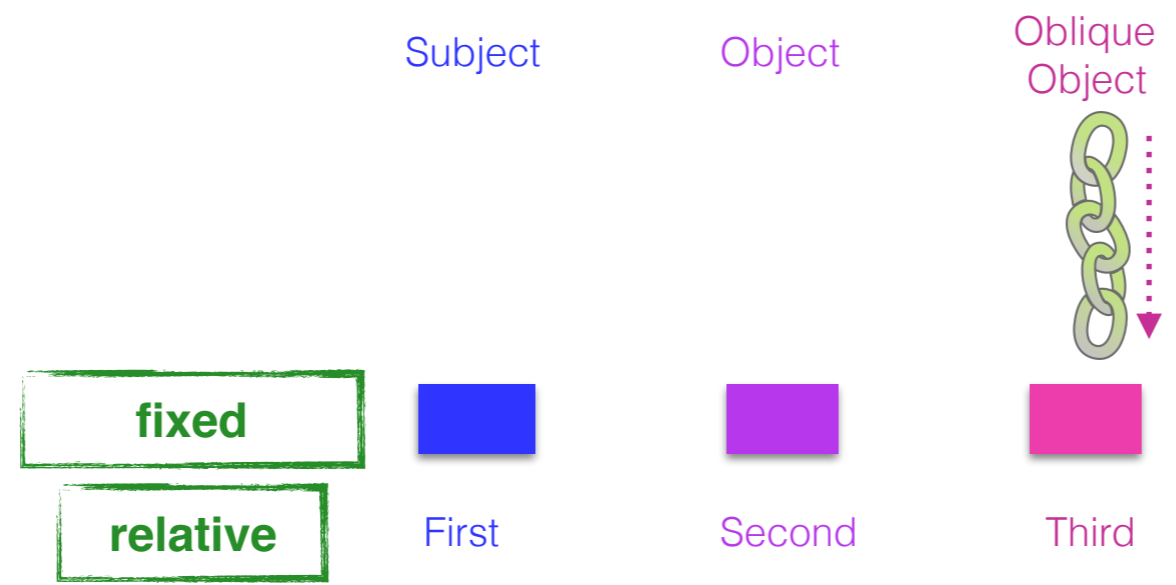 Subject
Object
Oblique
Object
fixed
relative
First
Second
Third